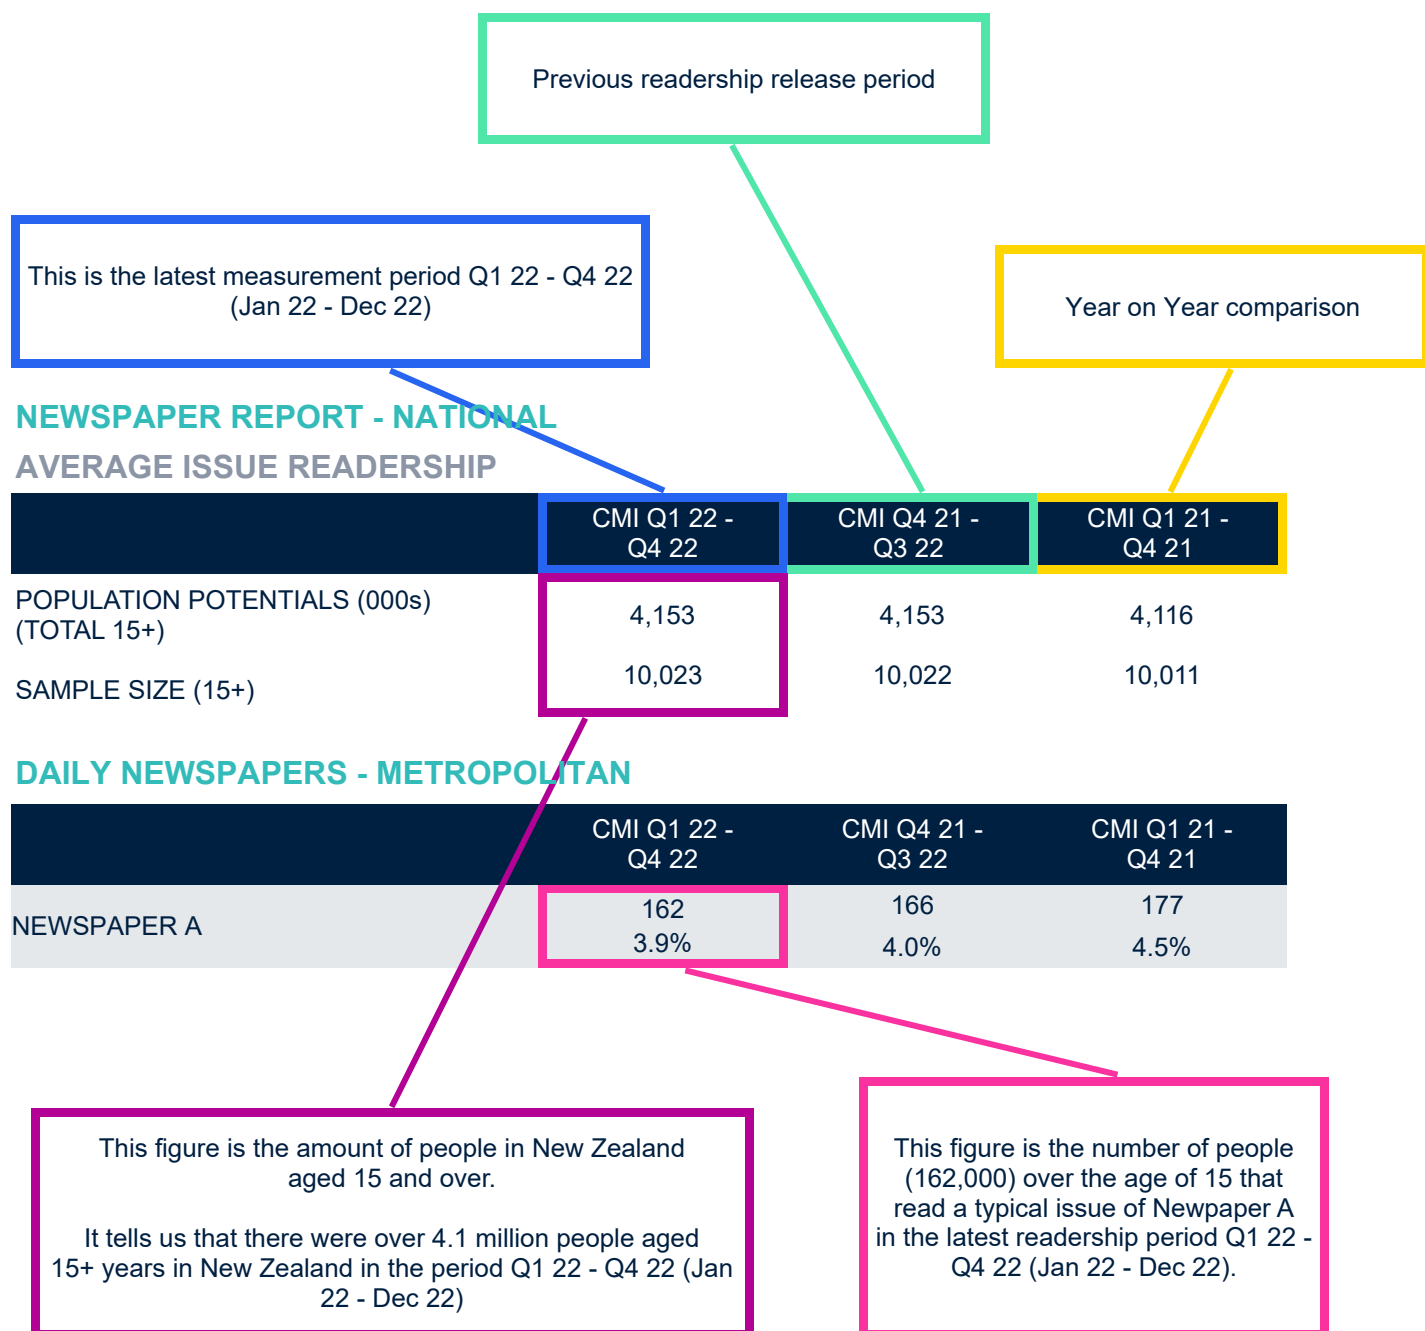 Previous readership release period
This is the latest measurement period Q1 22 - Q4 22
(Jan 22 - Dec 22)
Year on Year comparison
NEWSPAPER REPORT - NATIONAL
AVERAGE ISSUE READERSHIP
CMI Q1 22 -
Q4 22
CMI Q4 21 -
Q3 22
CMI Q1 21 -
Q4 21
POPULATION POTENTIALS (000s)
(TOTAL 15+)
4,153
4,153
4,116
SAMPLE SIZE (15+)
10,023
10,022
10,011
DAILY NEWSPAPERS - METROPOLITAN
CMI Q1 22 -
Q4 22
CMI Q4 21 -
Q3 22
CMI Q1 21 -
Q4 21
NEWSPAPER A
162
3.9%
166
4.0%
177
4.5%
This figure is the amount of people in New Zealand
aged 15 and over.
It tells us that there were over 4.1 million people aged
15+ years in New Zealand in the period Q1 22 - Q4 22 (Jan
22 - Dec 22)
This figure is the number of people
(162,000) over the age of 15 that
read a typical issue of Newpaper A
in the latest readership period Q1 22 -
Q4 22 (Jan 22 - Dec 22).